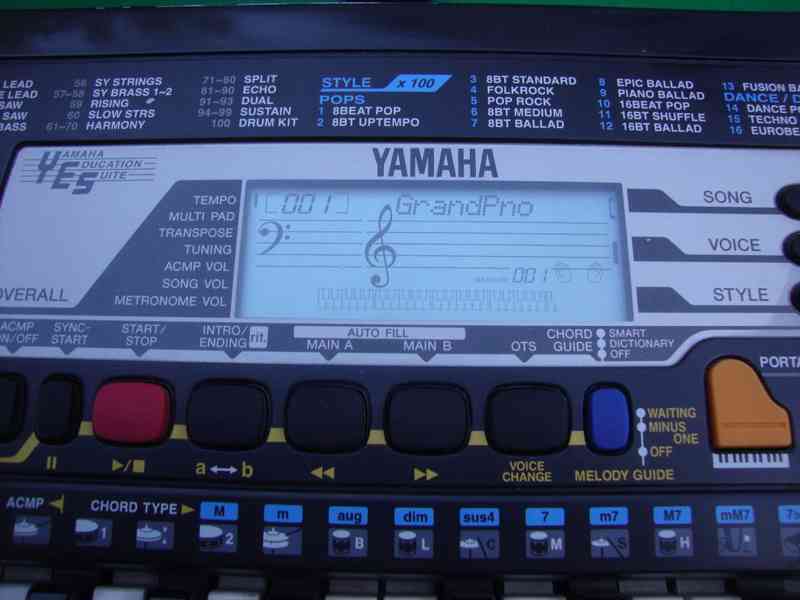 LEAD
E LEAD
SAW
SAW
BASS
56 SY STRINGS
57-58 SY BRASS 1-2
59 RISING
60 SLOW STRS
61-70 HARMONY
71-80 SPLIT
81-90 ECHO
91-93 DUAL
94-99 SUSTAIN
100 DRUM KIT
STYLE x 100
POPS
1 8BEAT POP
2 8BT UPTEMPO
3 8BT STANDARD
4 FOLKROCK
5 POP ROCK
6 8BT MEDIUM
7 8BT BALLAD
8 EPIC BALLAD
9 PIANO BALLAD
10 16BEAT POP
11 16BT SHUFFLE
12 16BT BALLAD
13 FUSION BA
DANCE/D
14 DANCE P
15 TECHNO
16 EUROBE
YAMAHA
EDUCATION
SUITE
YAMAHA
OVERALL
TEMPO
MULTI PAD
TRANSPOSE
TUNING
ACMP VOL
SONG VOL
METRONOME VOL
001 GrandPno
001
SONG
VOICE
STYLE
ACMP
ON/OFF
SYNC-
START
START/
STOP
INTRO/
ENDING rit.
AUTO FILL
MAIN A
MAIN B
OTS
CHORD
GUIDE
SMART
DICTIONARY
OFF
PORTA
WAITING
MINUS
ONE
OFF
a b
VOICE
CHANGE
MELODY GUIDE
ACMP
CHORD TYPE
M m aug dim sus4 7 m7 M7 mM7
1 2 B L C M S H